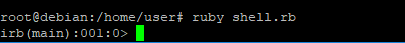 root@debian:/home/user# ruby shell.rb
irb(main):001:0>